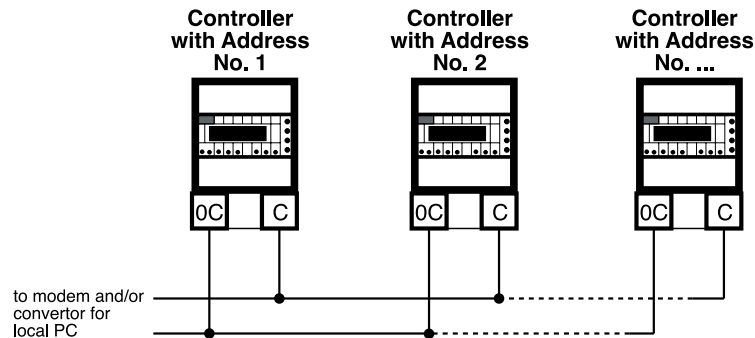 Controller
with Address
No. 1
Controller
with Address
No. 2
Controller
with Address
No. ...
0C
C
0C
C
0C
C
to modem and/or
convertor for
local PC